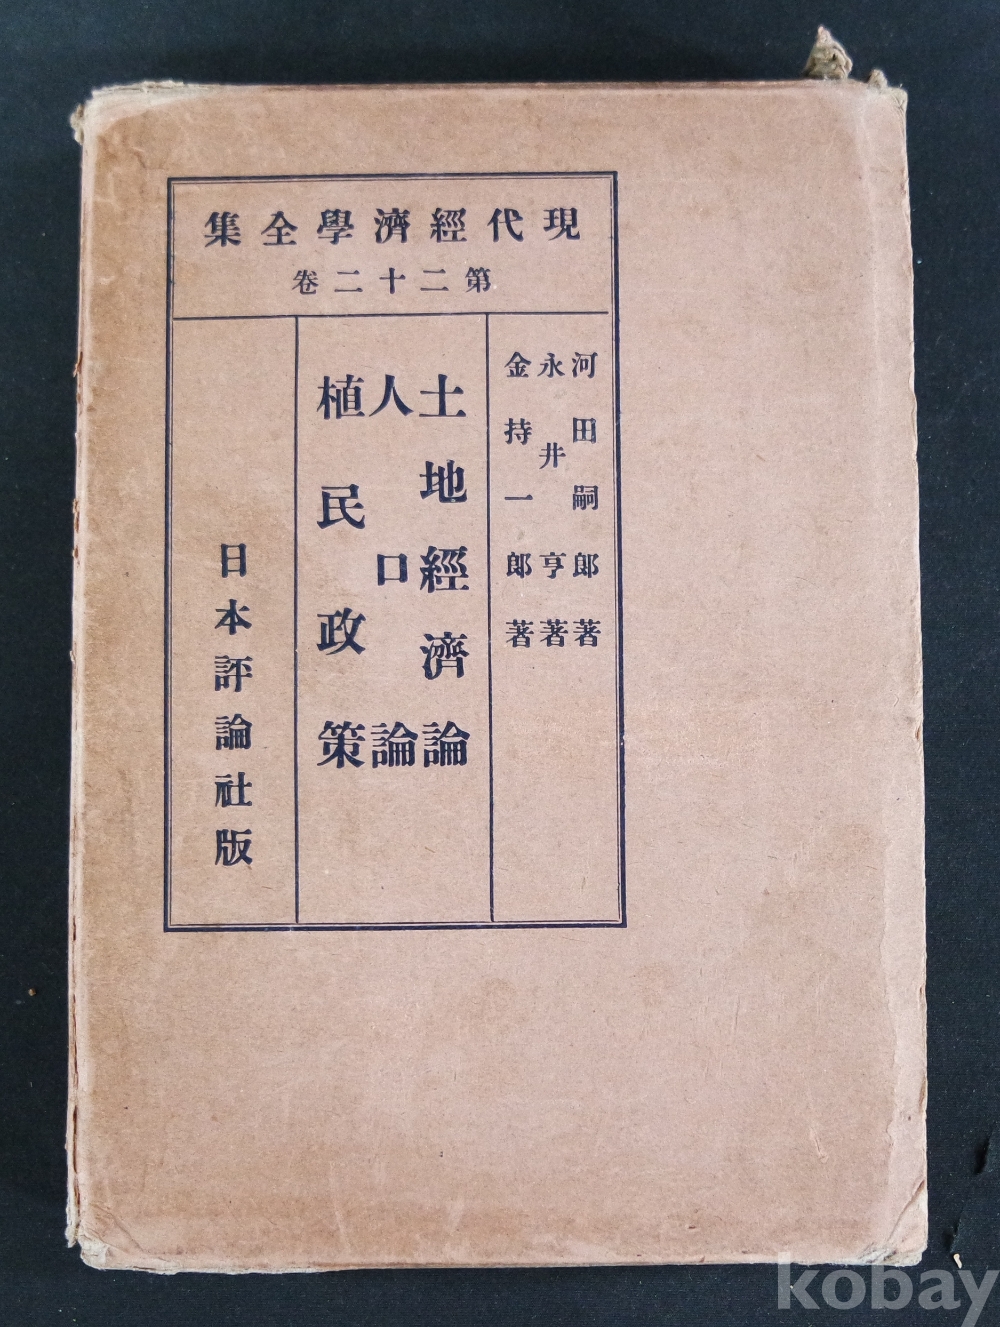 現代經濟學全集
第二十二卷
河田嗣郎著
永井亨著
金持一郎著
土地經濟論
人口論
植民政策
日本評論社版
kobay